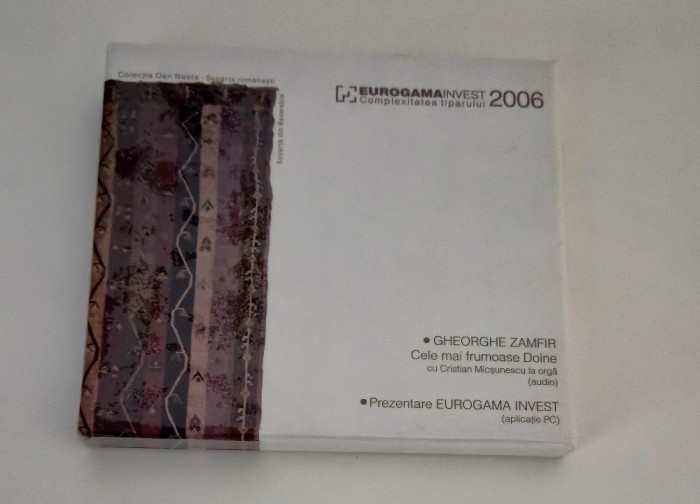 Colecție Dan Nasta - Scoarțe românești
Scoarță din Basarabia
EUROGAMAINVEST 2006
Complexitatea tiparului
• GHEORGHE ZAMFIR
Cele mai frumoase Doine
cu Cristian Micșunescu la orgă
(audio)
• Prezentare EUROGAMA INVEST
(aplicație PC)